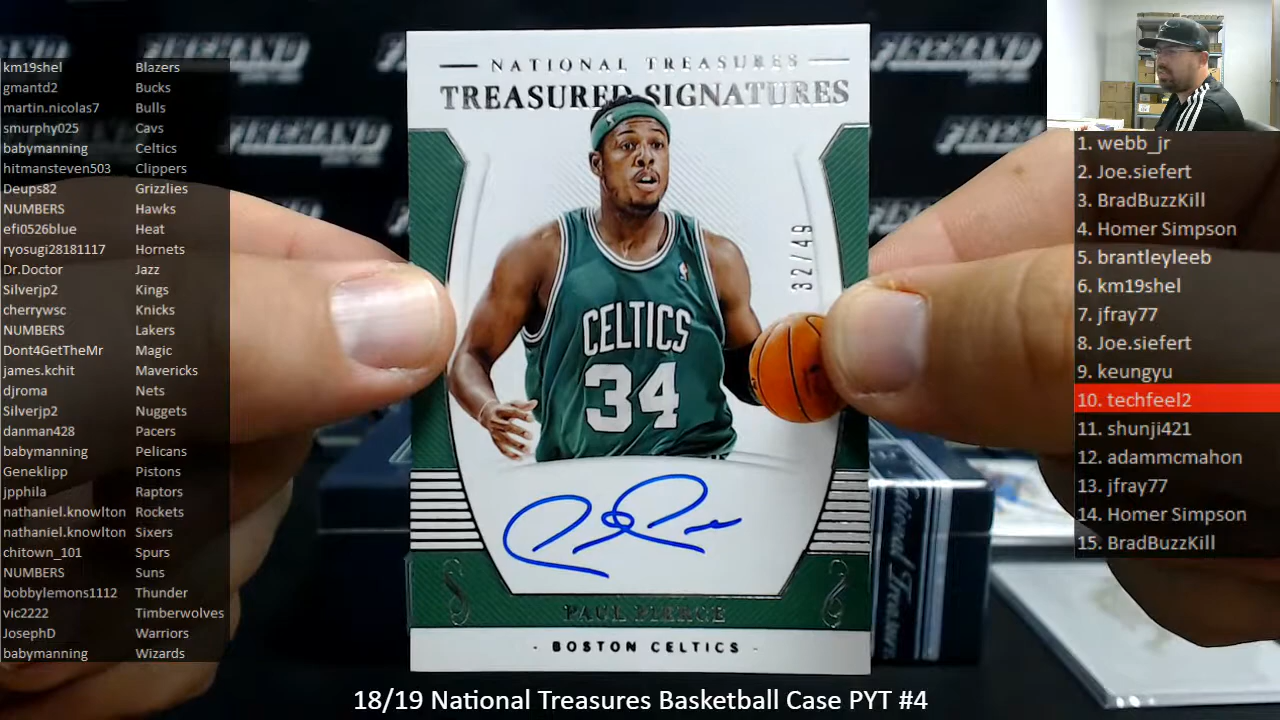 km19shel Blazers
gmantd2 Bucks
martin.nicolas7 Bulls
smurphy025 Cavs
babymanning Celtics
hitmansteven503 Clippers
Deups82 Grizzlies
NUMBERS Hawks
efi0526blue Heat
ryosugi28181117 Hornets
Dr.Doctor Jazz
Silverjp2 Kings
cherrywsc Knicks
NUMBERS Lakers
Dont4GetTheMr Magic
james.kchit Mavericks
djroma Nets
Silverjp2 Nuggets
danman428 Pacers
babymanning Pelicans
Geneklipp Pistons
jpphila Raptors
nathaniel.knowlton Rockets
nathaniel.knowlton Sixers
chitown_101 Spurs
NUMBERS Suns
bobbylemons1112 Thunder
vic2222 Timberwolves
JosephD Warriors
babymanning Wizards
NATIONAL TREASURES
TREASURED SIGNATURES
32/49
CELTICS
34
PAUL PIERCE
- BOSTON CELTICS -
1. webb_jr
2. Joe.siefert
3. BradBuzzKill
4. Homer Simpson
5. brantleyleeb
6. km19shel
7. jfray77
8. Joe.siefert
9. keungyu
10. techfeel2
11. shunji421
12. adammcmahon
13. jfray77
14. Homer Simpson
15. BradBuzzKill
18/19 National Treasures Basketball Case PYT #4